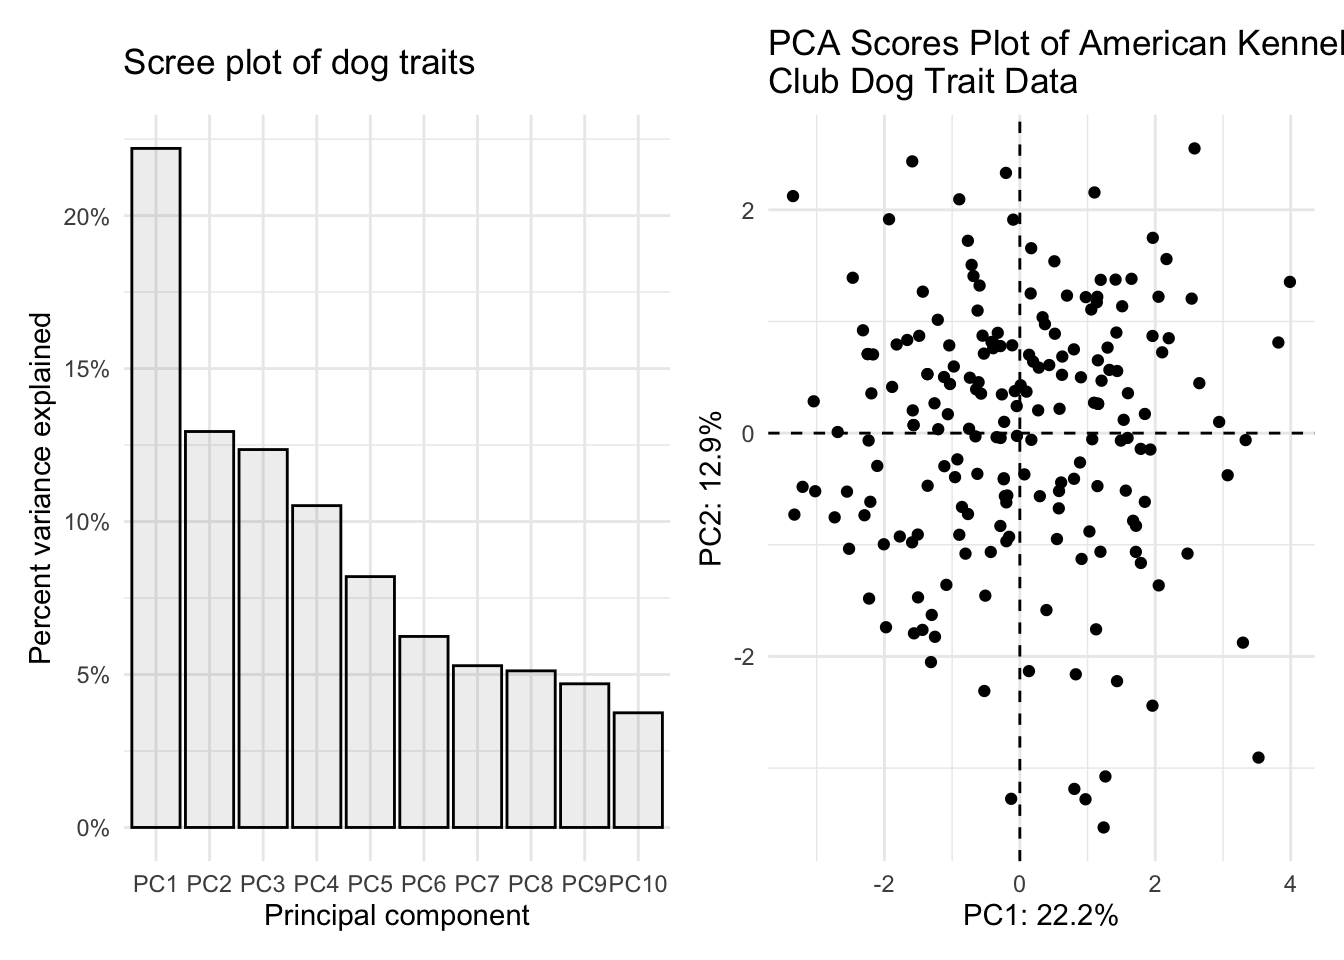 Scree plot of dog traits
Percent variance explained
20%
15%
10%
5%
0%
PC1 PC2 PC3 PC4 PC5 PC6 PC7 PC8 PC9 PC10
Principal component
PCA Scores Plot of American Kennel
Club Dog Trait Data
PC2: 12.9%
2
0
-2
-2 0 2 4
PC1: 22.2%